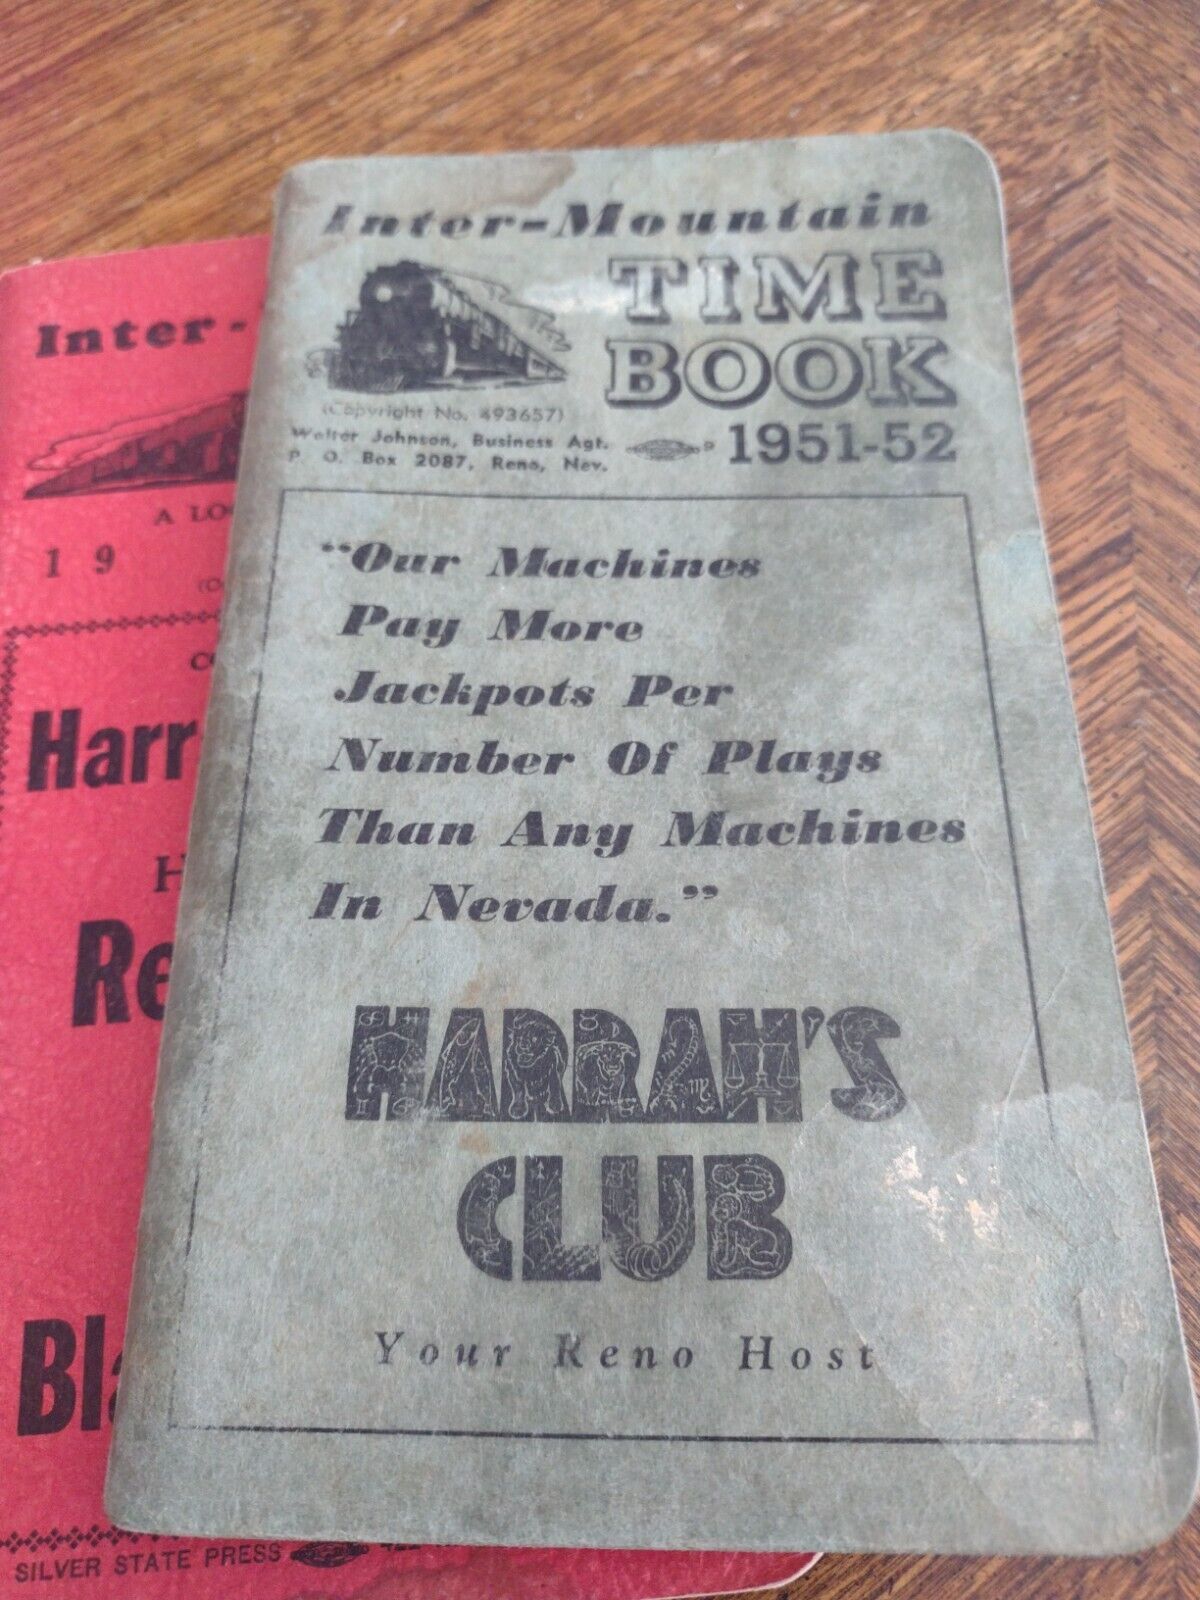 Inter-Mountain
TIME
BOOK
(Copyright No. 493657)
Walter Johnson, Business Agt.
P. O. Box 2087, Reno, Nev.
1951-52
“Our Machines
Pay More
Jackpots Per
Number Of Plays
Than Any Machines
In Nevada.”
HARRAH'S
CLUB
Your Reno Host
Inter-
A LO
1 9
Harr
H
Re
Bla
SILVER STATE PRESS